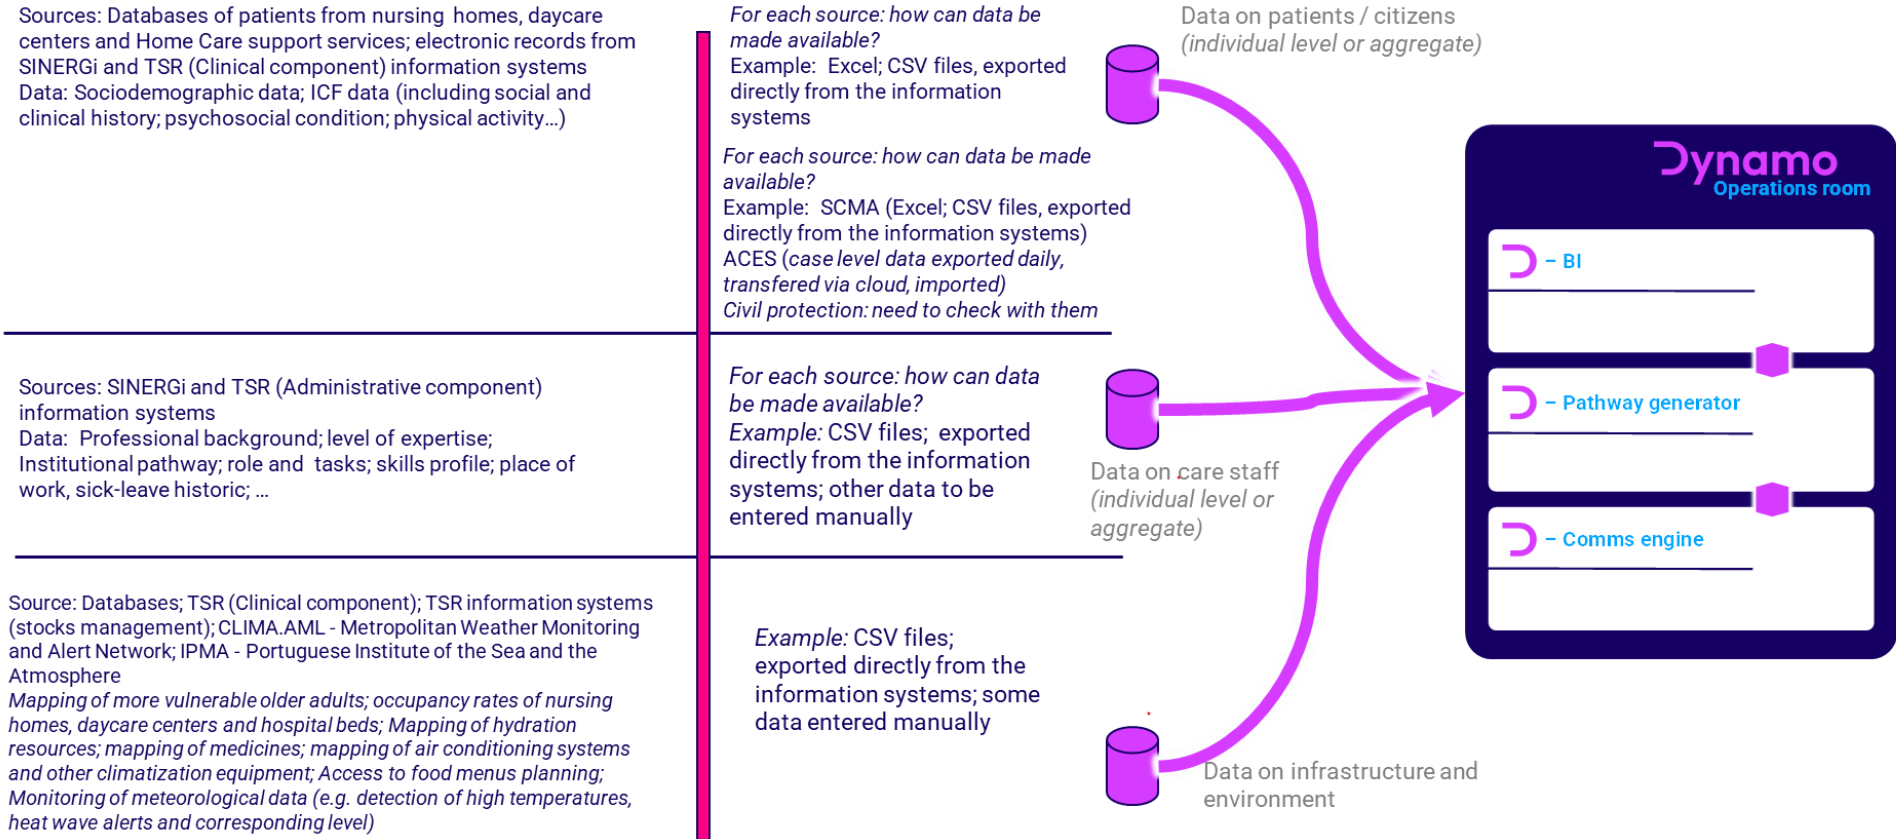 Sources: Databases of patients from nursing homes, daycare
centers and Home Care support services; electronic records from
SINERGi and TSR (Clinical component) information systems
Data: Sociodemographic data; ICF data (including social and
clinical history; psychosocial condition; physical activity…)
For each source: how can data be
made available?
Example: Excel; CSV files, exported
directly from the information
systems
For each source: how can data be made
available?
Example: SCMA (Excel; CSV files, exported
directly from the information systems)
ACES (case level data exported daily,
transfered via cloud, imported)
Civil protection: need to check with them
Data on patients / citizens
(individual level or aggregate)
Sources: SINERGi and TSR (Administrative component)
information systems
Data: Professional background; level of expertise;
Institutional pathway; role and tasks; skills profile; place of
work, sick-leave historic; …
For each source: how can data
be made available?
Example: CSV files; exported
directly from the information
systems; other data to be
entered manually
Data on care staff
(individual level or
aggregate)
Source: Databases; TSR (Clinical component); TSR information systems
(stocks management); CLIMA.AML - Metropolitan Weather Monitoring
and Alert Network; IPMA - Portuguese Institute of the Sea and the
Atmosphere
Mapping of more vulnerable older adults; occupancy rates of nursing
homes, daycare centers and hospital beds; Mapping of hydration
resources; mapping of medicines; mapping of air conditioning systems
and other climatization equipment; Access to food menus planning;
Monitoring of meteorological data (e.g. detection of high temperatures,
heat wave alerts and corresponding level)
Example: CSV files;
exported directly from the
information systems; some
data entered manually
Data on infrastructure and
environment
Dynamo
Operations room
D – BI
D – Pathway generator
D – Comms engine